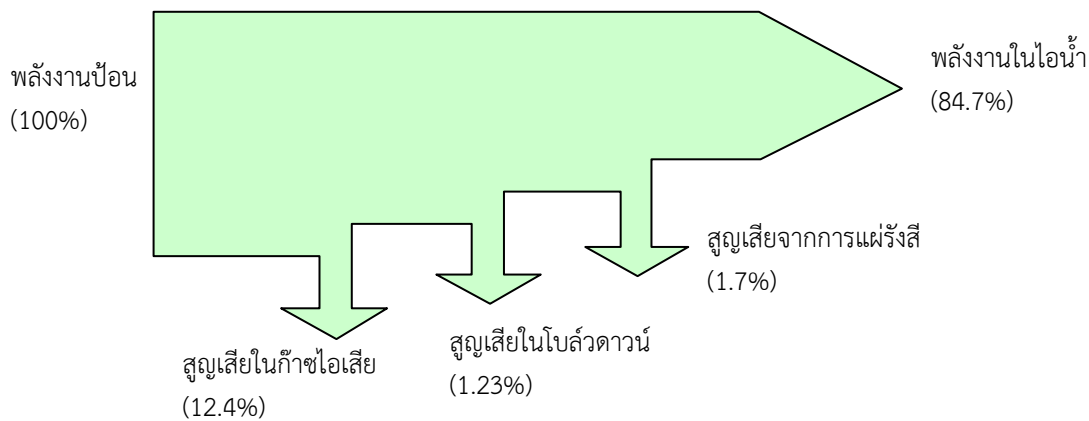 พลังงานป้อน
(100%)
พลังงานในไอน้ำ
(84.7%)
สูญเสียจากการแผ่รังสี
(1.7%)
สูญเสียในโบล์วดาวน์
(1.23%)
สูญเสียในก๊าซไอเสีย
(12.4%)